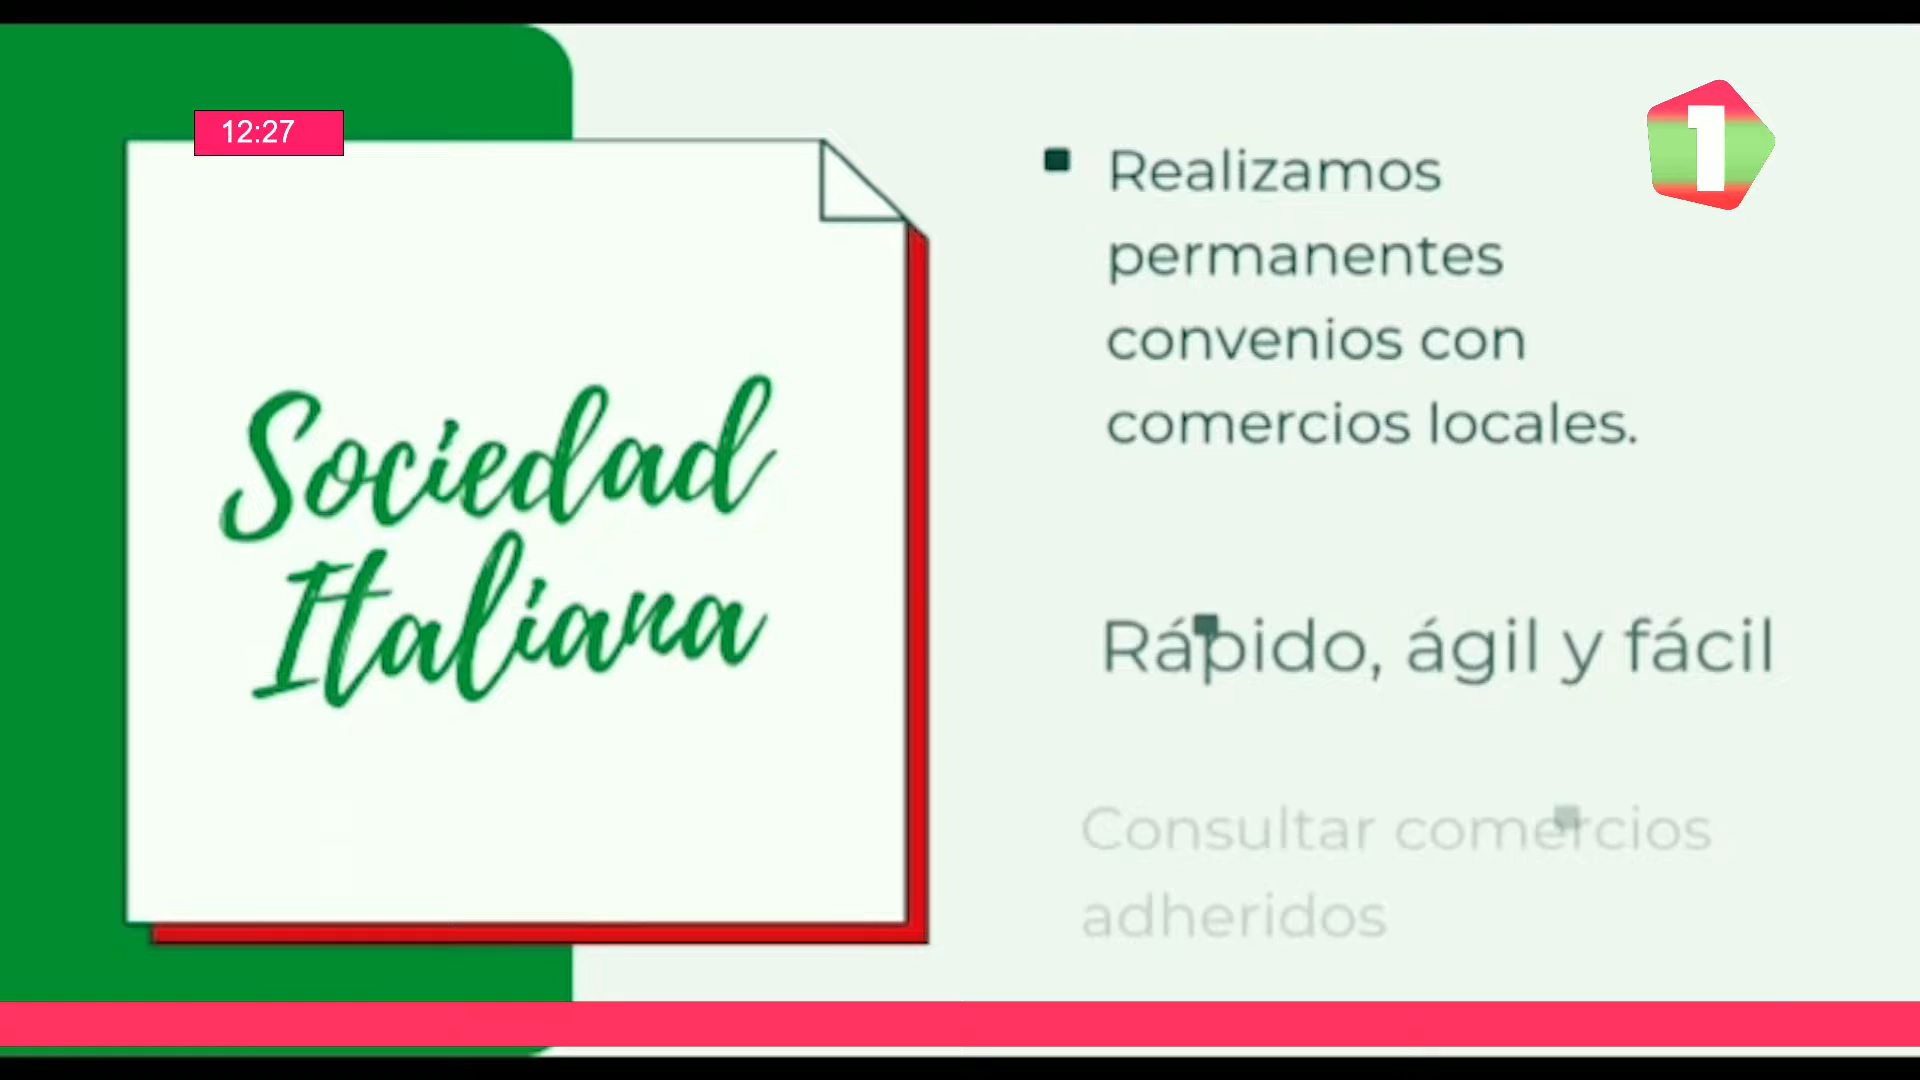 12:27
1
Sociedad
Italiana
Realizamos
permanentes
convenios con
comercios locales.
Rápido, ágil y fácil
Consultar comercios
adheridos